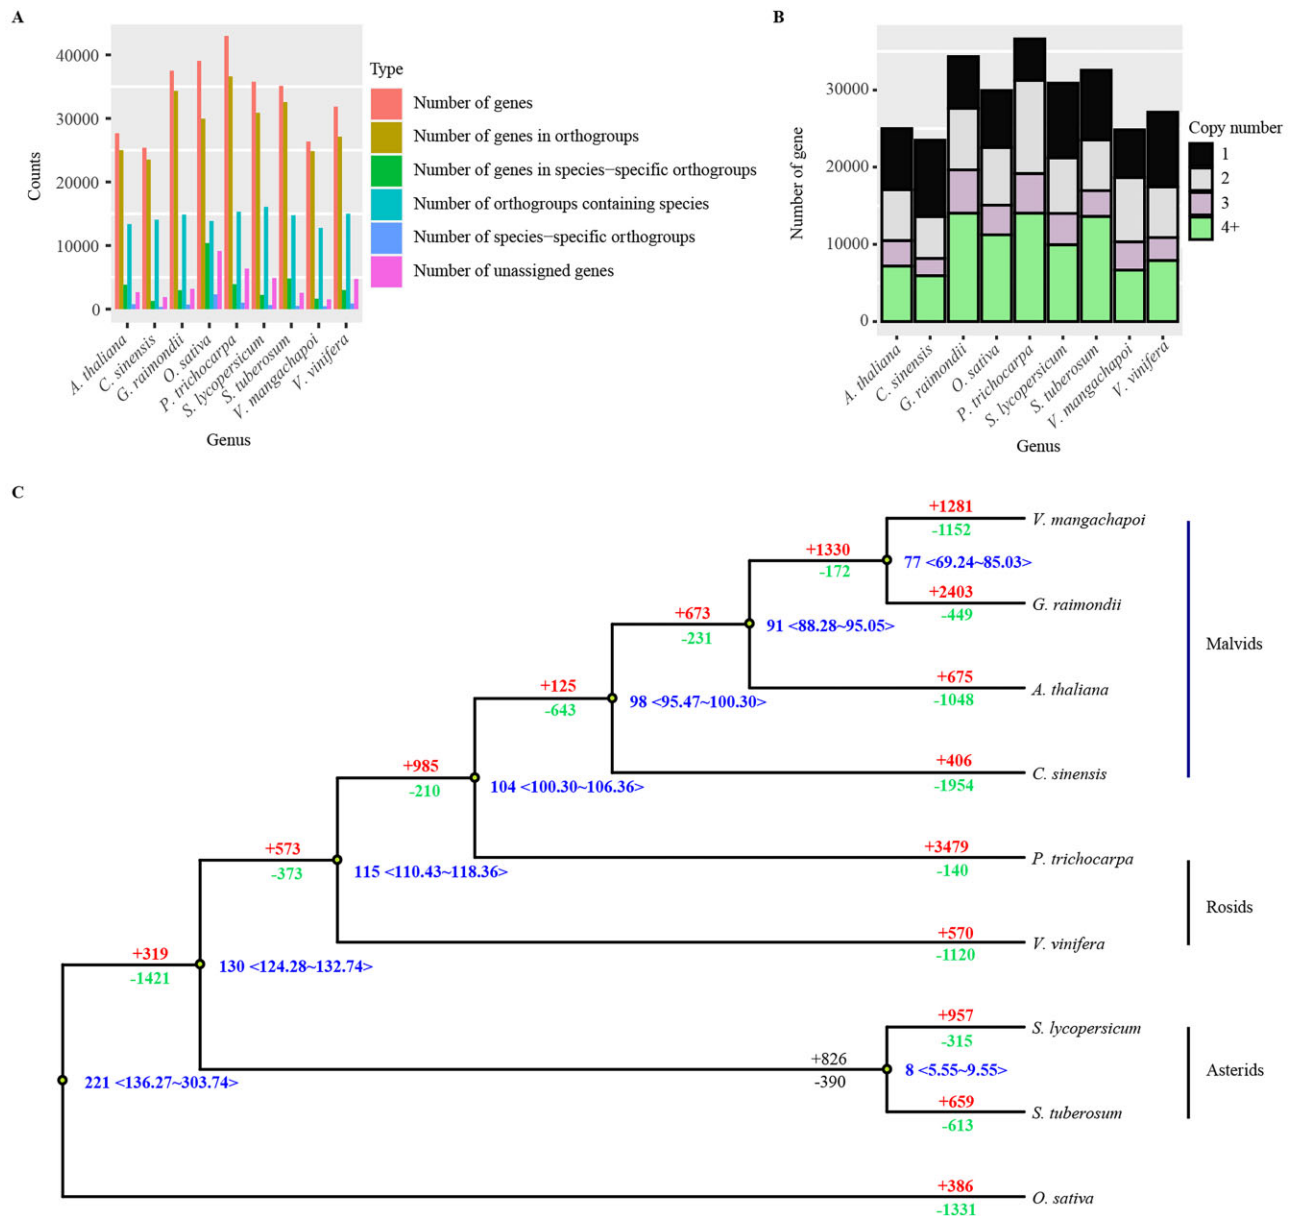 A
Counts
40000
30000
20000
10000
0
A. thaliana
C. sinensis
G. raimondii
O. sativa
P. trichocarpa
S. lycopersicum
S. tuberosum
V. mangachapoi
V. vinifera
Genus
Type
Number of genes
Number of genes in orthogroups
Number of genes in species−specific orthogroups
Number of orthogroups containing species
Number of species−specific orthogroups
Number of unassigned genes
B
Number of gene
30000
20000
10000
0
A. thaliana
C. sinensis
G. raimondii
O. sativa
P. trichocarpa
S. lycopersicum
S. tuberosum
V. mangachapoi
V. vinifera
Genus
Copy number
1
2
3
4+
C
+1281
V. mangachapoi
-1152
+1330
-172
77 <69.24~85.03>
+2403
G. raimondii
-449
+673
-231
91 <88.28~95.05>
Malvids
+675
A. thaliana
-1048
+125
-643
98 <95.47~100.30>
+406
C. sinensis
-1954
+985
-210
104 <100.30~106.36>
+3479
P. trichocarpa
-140
+573
-373
115 <110.43~118.36>
Rosids
+570
V. vinifera
-1120
+319
-1421
130 <124.28~132.74>
+957
S. lycopersicum
-315
+826
-390
8 <5.55~9.55>
Asterids
221 <136.27~303.74>
+659
S. tuberosum
-613
+386
O. sativa
-1331